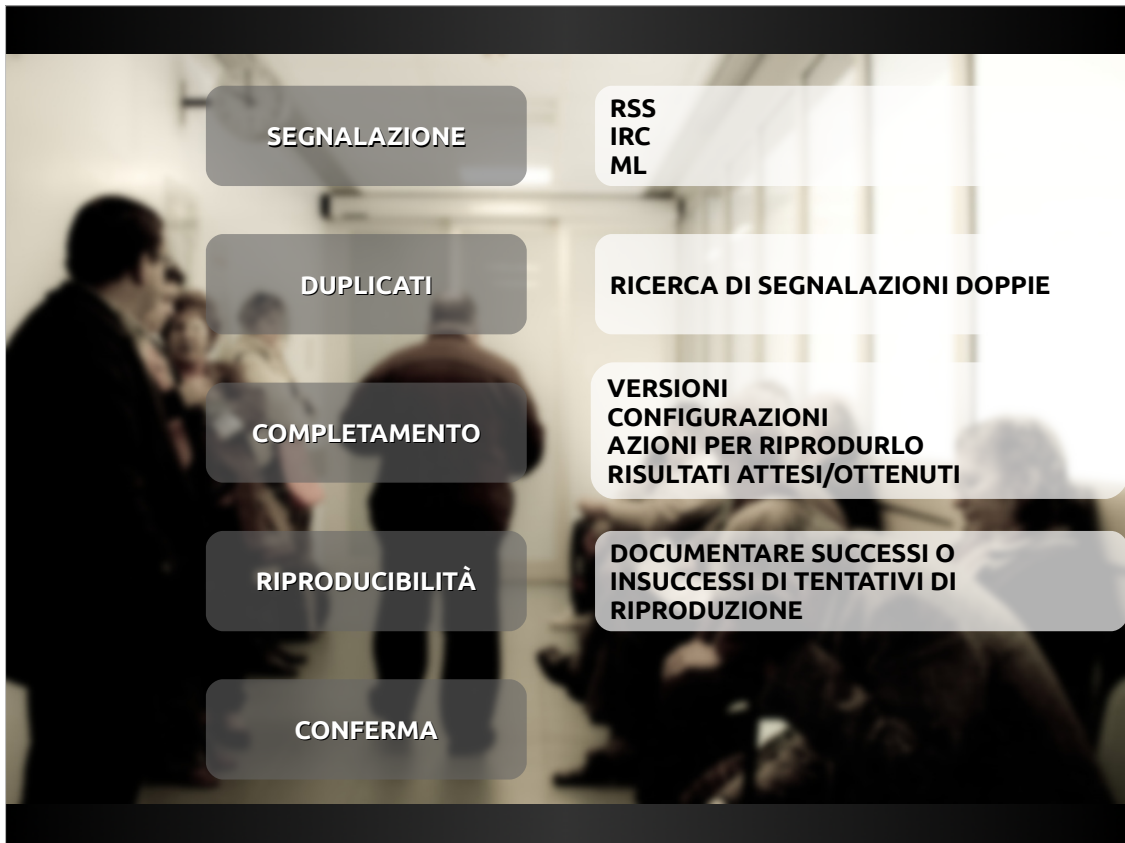 SEGNALAZIONE
RSS
IRC
ML
DUPLICATI
RICERCA DI SEGNALAZIONI DOPPIE
COMPLETAMENTO
VERSIONI
CONFIGURAZIONI
AZIONI PER RIPRODURLO
RISULTATI ATTESI/OTTENUTI
RIPRODUCIBILITÀ
DOCUMENTARE SUCCESSI O
INSUCCESSI DI TENTATIVI DI
RIPRODUZIONE
CONFERMA